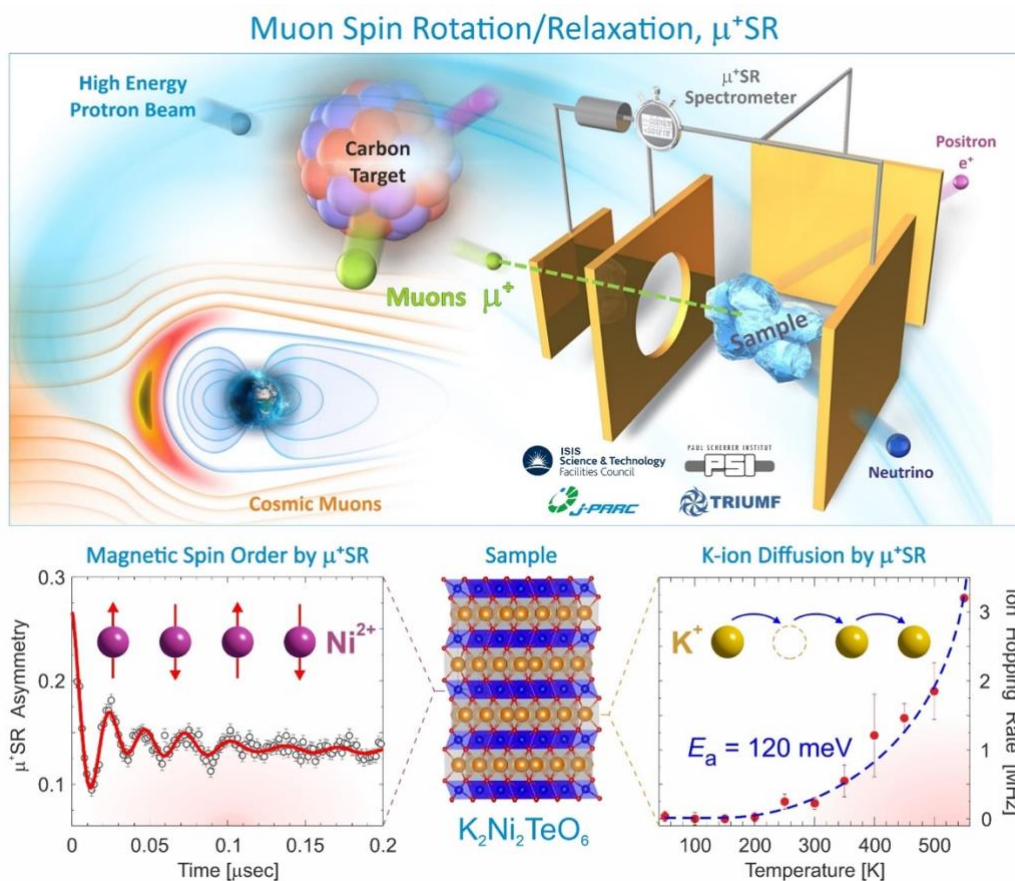 Muon Spin Rotation/Relaxation, μ⁺SR
High Energy
Protron Beam
Carbon
Target
μ⁺SR
Spectrometer
Positron
e⁺
Muons μ⁺
Sample
Cosmic Muons
ISIS
Science & Technology
Facilities Council
PAUL SCHERRER INSTITUT
PSI
J-PARC
TRIUMF
Neutrino
Magnetic Spin Order by μ⁺SR
Sample
K-ion Diffusion by μ⁺SR
0.3
0.2
0.1
μ⁺SR Asymmetry
Ni²⁺
0
0.05
0.1
0.15
0.2
Time [μsec]
K₂Ni₂TeO₆
K⁺
Eₐ = 120 meV
3
2
1
0
Ion Hopping Rate [MHz]
100
200
300
400
500
Temperature [K]